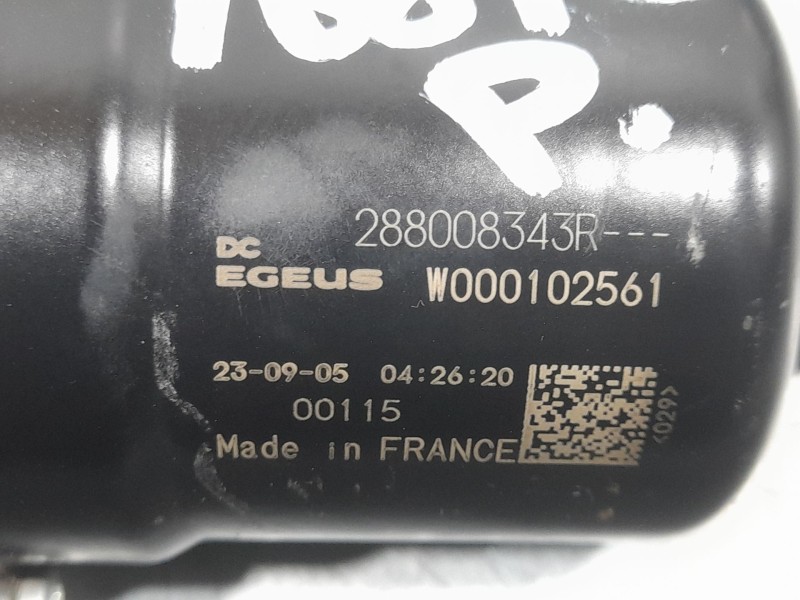 P.
288008343R---
DC
EGEUS W000102561
23-09-05 04:26:20
00115
<029>
Made in FRANCE